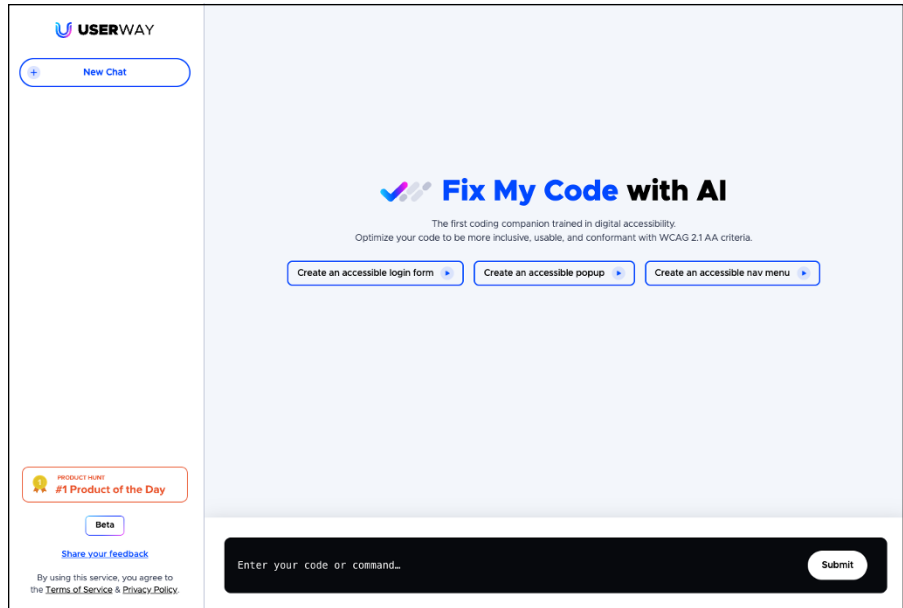 USERWAY
New Chat
Fix My Code with AI
The first coding companion trained in digital accessibility.
Optimize your code to be more inclusive, usable, and conformant with WCAG 2.1 AA criteria.
Create an accessible login form
Create an accessible popup
Create an accessible nav menu
1
PRODUCT HUNT
#1 Product of the Day
Beta
Share your feedback
By using this service, you agree to
the Terms of Service & Privacy Policy.
Enter your code or command…
Submit